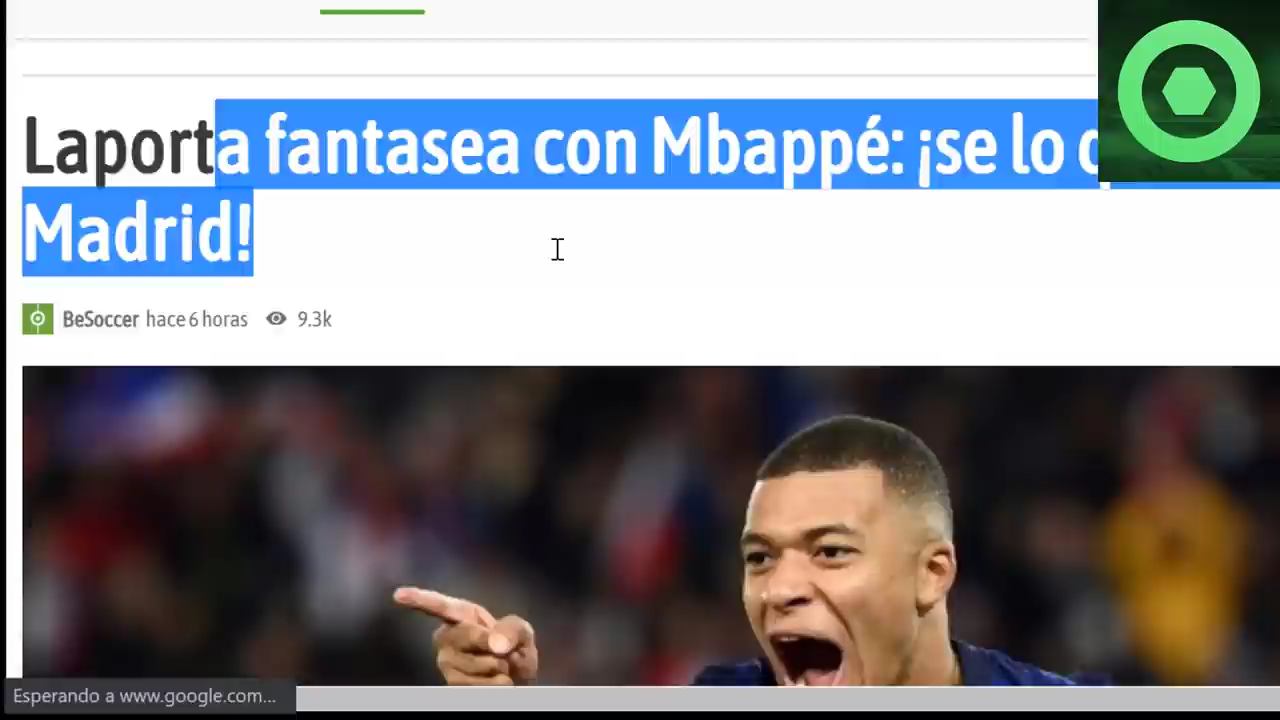 Laporta fantasea con Mbappé: ¡se lo
Madrid!
BeSoccer hace 6 horas 9.3k
Esperando a www.google.com...